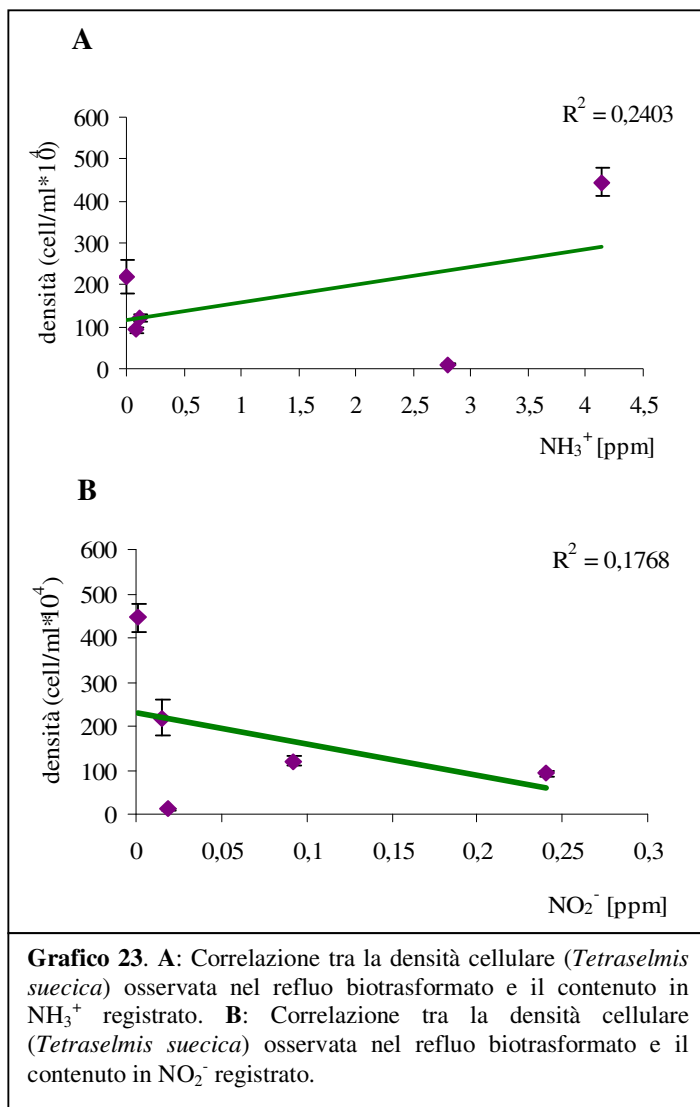 A
R² = 0,2403
densità (cell/ml*10⁴)
600
500
400
300
200
100
0
0 0,5 1 1,5 2 2,5 3 3,5 4 4,5
NH₃⁺ [ppm]
B
R² = 0,1768
densità (cell/ml*10⁴)
600
500
400
300
200
100
0
0 0,05 0,1 0,15 0,2 0,25 0,3
NO₂⁻ [ppm]
Grafico 23. A: Correlazione tra la densità cellulare (Tetraselmis
suecica) osservata nel refluo biotrasformato e il contenuto in
NH₃⁺ registrato. B: Correlazione tra la densità cellulare
(Tetraselmis suecica) osservata nel refluo biotrasformato e il
contenuto in NO₂⁻ registrato.